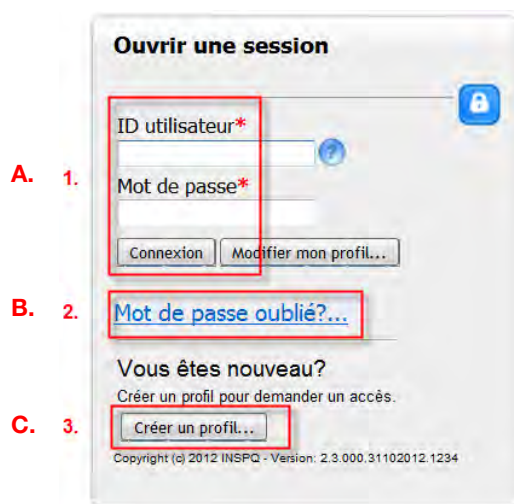 Ouvrir une session
ID utilisateur*
?
A. 1. Mot de passe*
Connexion Modifier mon profil...
B. 2. Mot de passe oublié?...
Vous êtes nouveau?
Créer un profil pour demander un accès.
C. 3. Créer un profil...
Copyright (c) 2012 INSPQ - Version: 2.3.000.31102012.1234